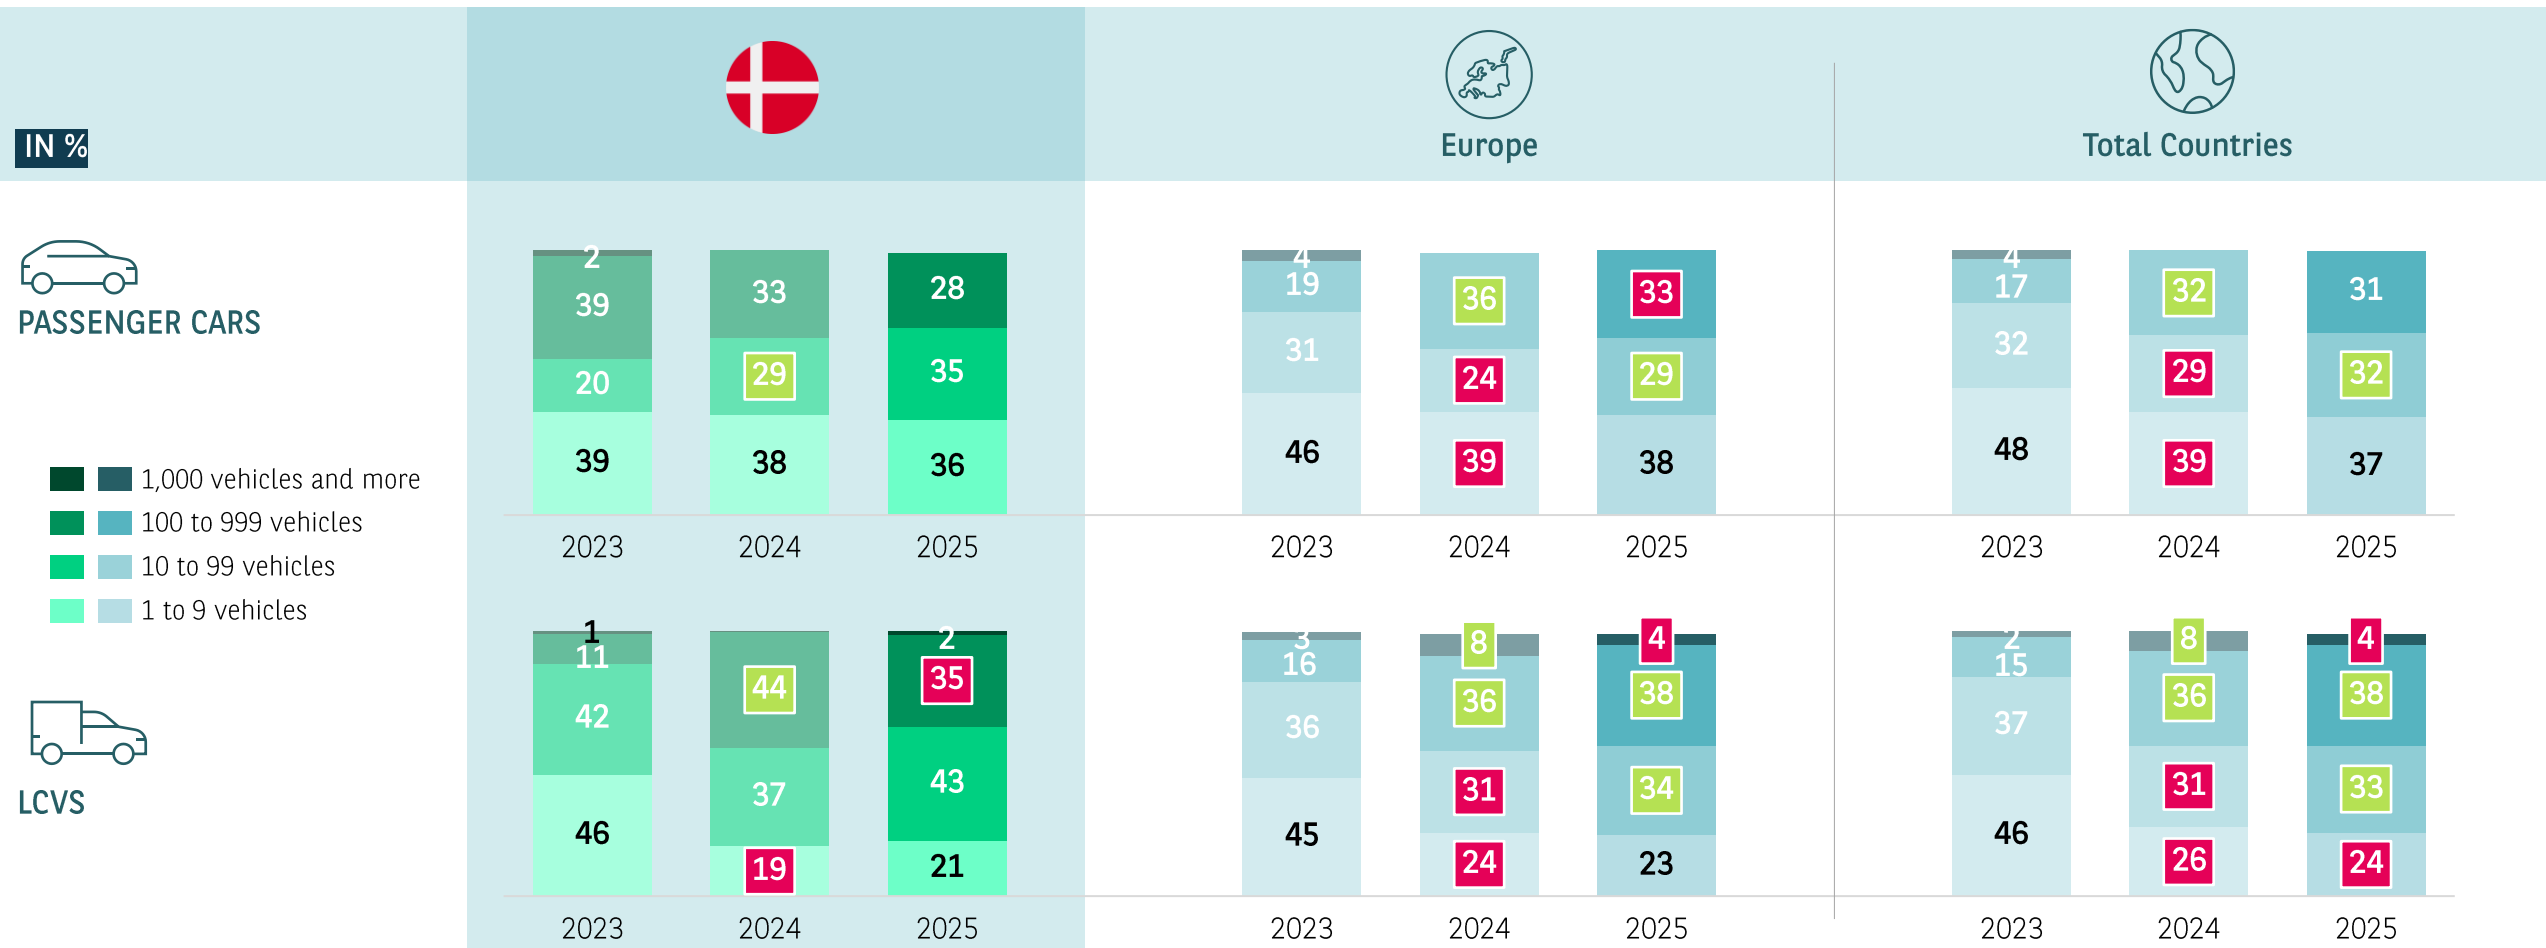 IN %
Europe
Total Countries
PASSENGER CARS
2 4 4
39 33 28 19 36 33 17 32 31
20 29 35 31 24 29 32 29 32
39 38 36 46 39 38 48 39 37
2023 2024 2025 2023 2024 2025 2023 2024 2025
1,000 vehicles and more
100 to 999 vehicles
10 to 99 vehicles
1 to 9 vehicles
LCVS
1 2 3 8 4 2 8 4
11 44 35 16 36 38 15 36 38
42 37 43 36 31 34 37 31 33
46 19 21 45 24 23 46 26 24
2023 2024 2025 2023 2024 2025 2023 2024 2025